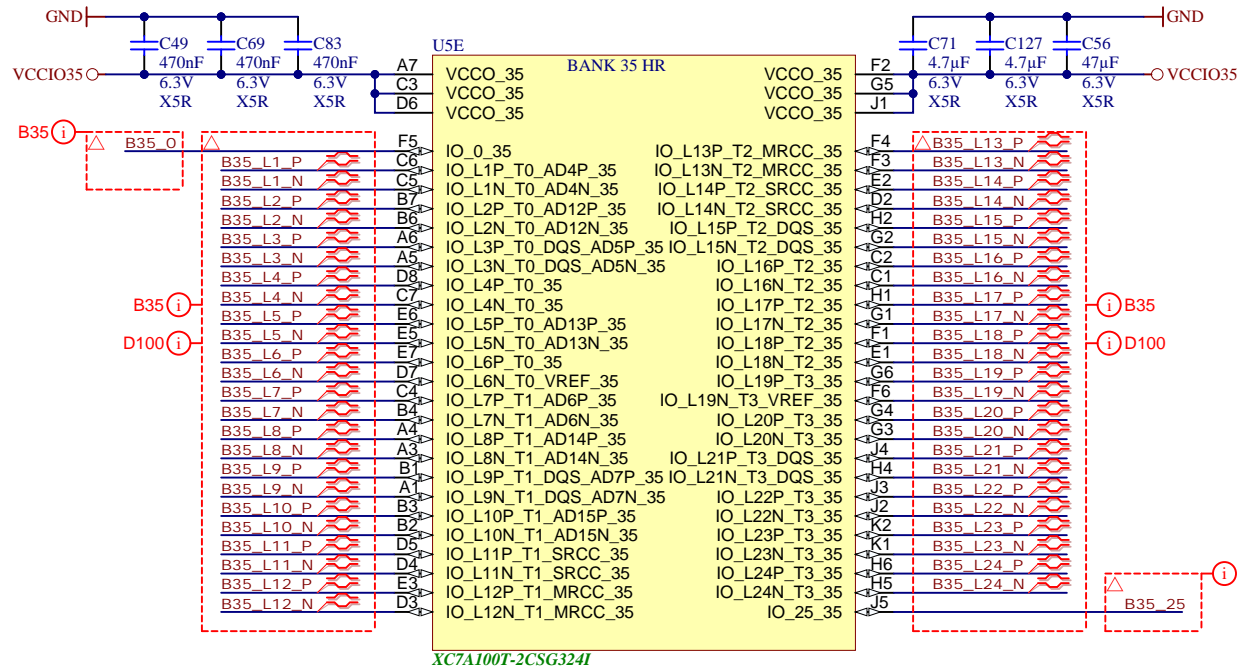 GND
C49
470nF
6.3V
X5R
C69
470nF
6.3V
X5R
C83
470nF
6.3V
X5R
VCCIO35
GND
C71
4.7µF
6.3V
X5R
C127
4.7µF
6.3V
X5R
C56
47µF
6.3V
X5R
VCCIO35
U5E
BANK 35 HR
A7 VCCO_35 VCCO_35 F2
C3 VCCO_35 VCCO_35 G5
D6 VCCO_35 VCCO_35 J1
B35 i
B35_0 F5 IO_0_35 IO_L13P_T2_MRCC_35 F4 B35_L13_P
B35_L1_P C6 IO_L1P_T0_AD4P_35 IO_L13N_T2_MRCC_35 F3 B35_L13_N
B35_L1_N C5 IO_L1N_T0_AD4N_35 IO_L14P_T2_SRCC_35 E2 B35_L14_P
B35_L2_P B7 IO_L2P_T0_AD12P_35 IO_L14N_T2_SRCC_35 D2 B35_L14_N
B35_L2_N B6 IO_L2N_T0_AD12N_35 IO_L15P_T2_DQS_35 H2 B35_L15_P
B35_L3_P A6 IO_L3P_T0_DQS_AD5P_35 IO_L15N_T2_DQS_35 G2 B35_L15_N
B35_L3_N A5 IO_L3N_T0_DQS_AD5N_35 IO_L16P_T2_35 C2 B35_L16_P
B35_L4_P D8 IO_L4P_T0_35 IO_L16N_T2_35 C1 B35_L16_N
B35_L4_N C7 IO_L4N_T0_35 IO_L17P_T2_35 H1 B35_L17_P
B35 i
i B35
B35_L5_P E6 IO_L5P_T0_AD13P_35 IO_L17N_T2_35 G1 B35_L17_N
B35_L5_N E5 IO_L5N_T0_AD13N_35 IO_L18P_T2_35 F1 B35_L18_P
D100 i
i D100
B35_L6_P E7 IO_L6P_T0_35 IO_L18N_T2_35 E1 B35_L18_N
B35_L6_N D7 IO_L6N_T0_VREF_35 IO_L19P_T3_35 G6 B35_L19_P
B35_L7_P C4 IO_L7P_T1_AD6P_35 IO_L19N_T3_VREF_35 F6 B35_L19_N
B35_L7_N B4 IO_L7N_T1_AD6N_35 IO_L20P_T3_35 G4 B35_L20_P
B35_L8_P A4 IO_L8P_T1_AD14P_35 IO_L20N_T3_35 G3 B35_L20_N
B35_L8_N A3 IO_L8N_T1_AD14N_35 IO_L21P_T3_DQS_35 J4 B35_L21_P
B35_L9_P B1 IO_L9P_T1_DQS_AD7P_35 IO_L21N_T3_DQS_35 H4 B35_L21_N
B35_L9_N A1 IO_L9N_T1_DQS_AD7N_35 IO_L22P_T3_35 J3 B35_L22_P
B35_L10_P B3 IO_L10P_T1_AD15P_35 IO_L22N_T3_35 J2 B35_L22_N
B35_L10_N B2 IO_L10N_T1_AD15N_35 IO_L23P_T3_35 K2 B35_L23_P
B35_L11_P D5 IO_L11P_T1_SRCC_35 IO_L23N_T3_35 K1 B35_L23_N
B35_L11_N D4 IO_L11N_T1_SRCC_35 IO_L24P_T3_35 H6 B35_L24_P
B35_L12_P E3 IO_L12P_T1_MRCC_35 IO_L24N_T3_35 H5 B35_L24_N
i
B35_L12_N D3 IO_L12N_T1_MRCC_35 IO_25_35 J5 B35_25
XC7A100T-2CSG324I